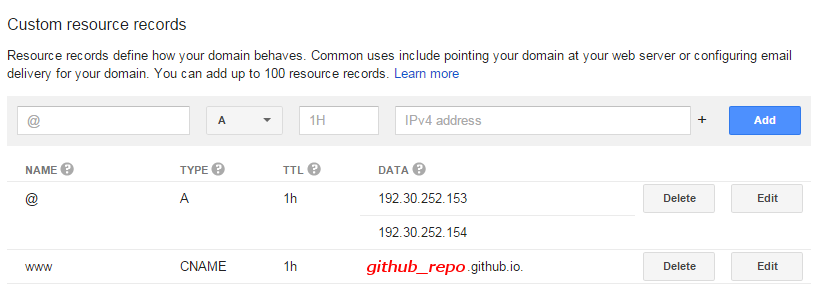 Custom resource records
Resource records define how your domain behaves. Common uses include pointing your domain at your web server or configuring email
delivery for your domain. You can add up to 100 resource records. Learn more
@ A 1H IPv4 address + Add
NAME ? TYPE ? TTL ? DATA ?
@ A 1h 192.30.252.153 Delete Edit
192.30.252.154
www CNAME 1h github_repo.github.io. Delete Edit